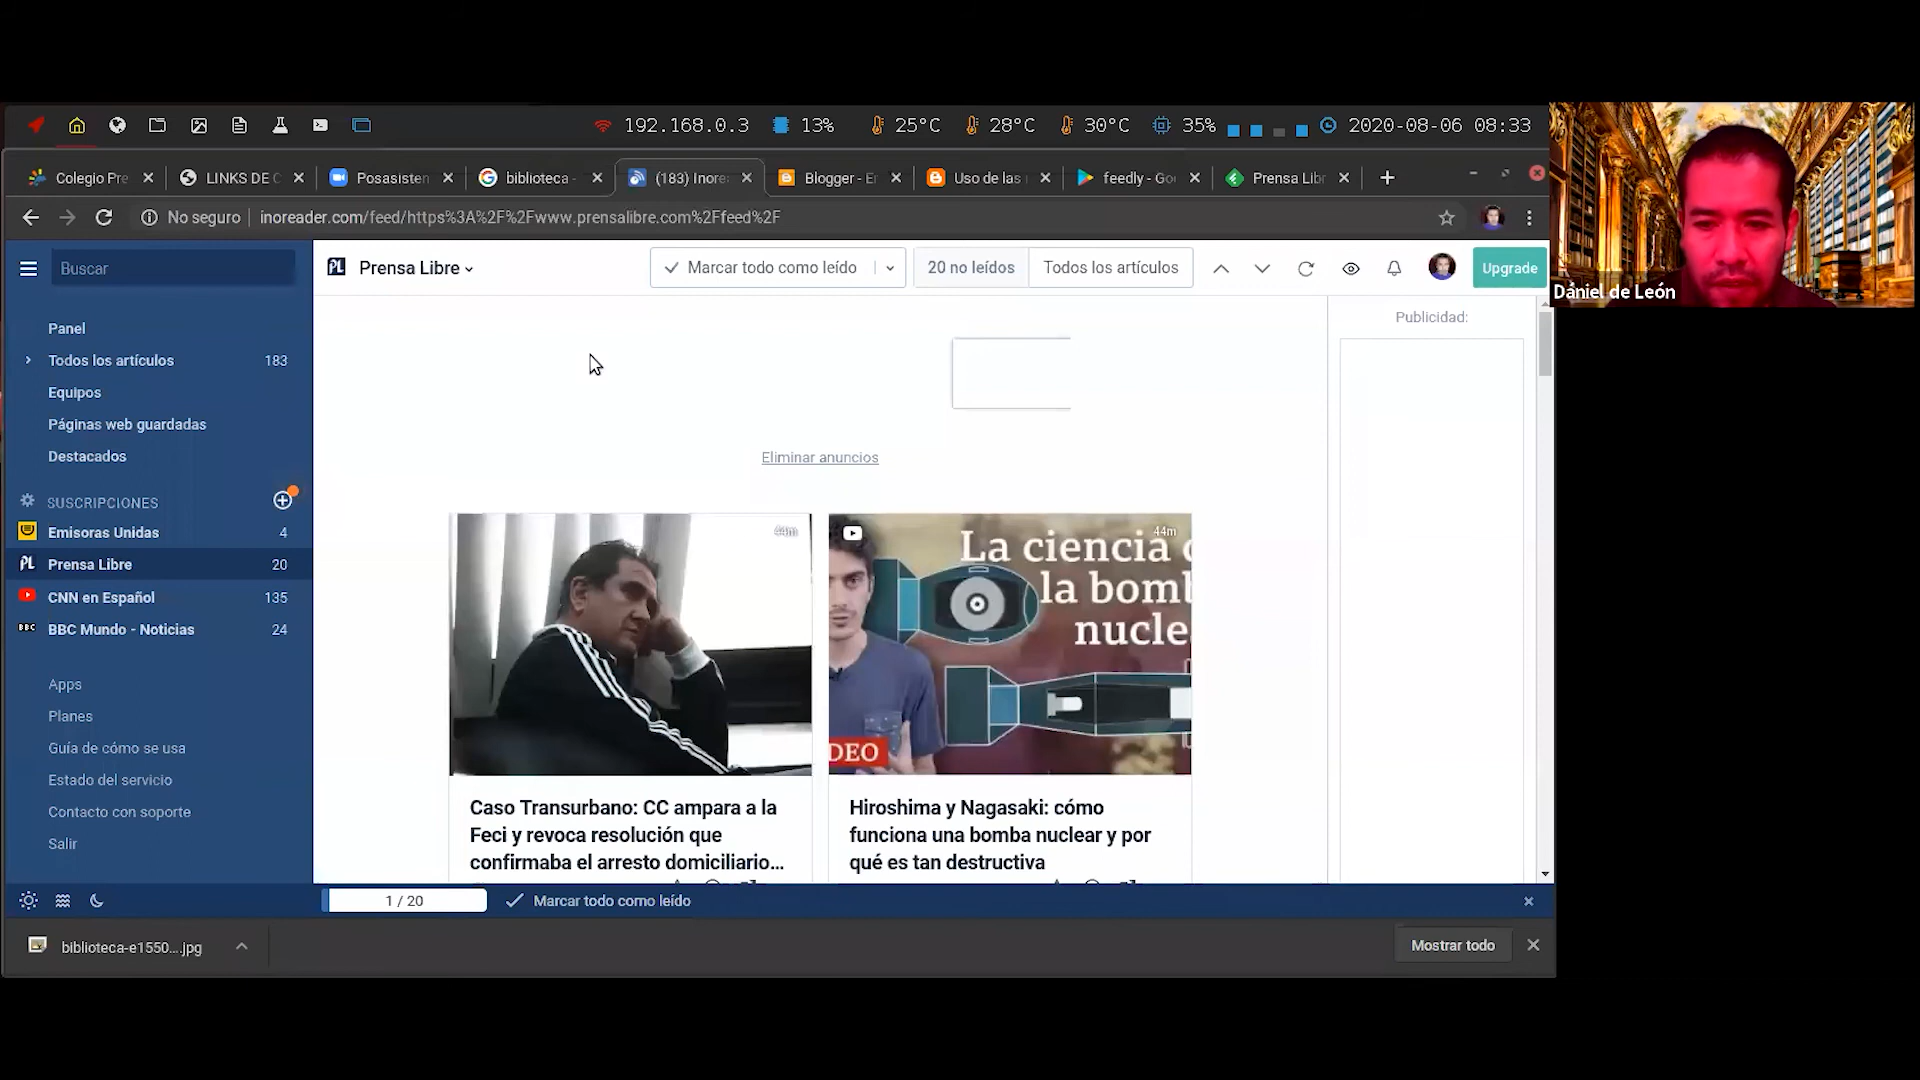 192.168.0.3 13% 25°C 28°C 30°C 35% 2020-08-06 08:33
Colegio Pre LINKS DE C Posasisten biblioteca - (183) Inore Blogger - E Uso de las feedly - Go Prensa Libr
No seguro inoreader.com/feed/https%3A%2F%2Fwww.prensalibre.com%2Ffeed%2F
Dániel de León
Buscar
Prensa Libre
Marcar todo como leído
20 no leídos
Todos los artículos
Upgrade
Publicidad:
Panel
Todos los artículos 183
Equipos
Páginas web guardadas
Destacados
SUSCRIPCIONES
Emisoras Unidas 4
PL Prensa Libre 20
CNN en Español 135
BBC BBC Mundo - Noticias 24
Apps
Planes
Guía de cómo se usa
Estado del servicio
Contacto con soporte
Salir
Eliminar anuncios
44m
44m
La ciencia
la bomb
nucle
DEO
Caso Transurbano: CC ampara a la
Feci y revoca resolución que
confirmaba el arresto domiciliario...
Hiroshima y Nagasaki: cómo
funciona una bomba nuclear y por
qué es tan destructiva
1 / 20
Marcar todo como leído
biblioteca-e1550....jpg
Mostrar todo